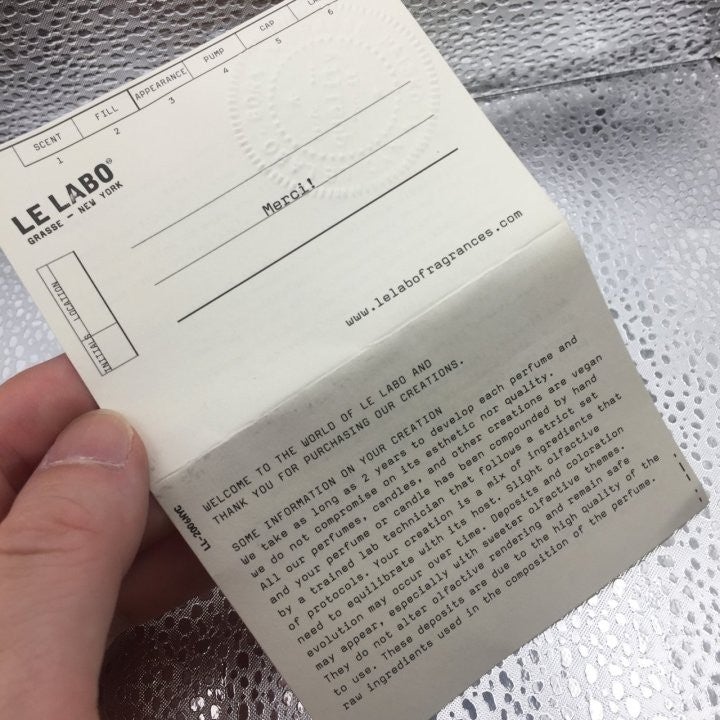 SCENT FILL APPEARANCE PUMP CAP
1 2 3 4 5 6
LE LABO®
GRASSE - NEW YORK
Merci!
LOCATION
INITIALS
www.lelabofragrances.com
WELCOME TO THE WORLD OF LE LABO AND
THANK YOU FOR PURCHASING OUR CREATIONS.
SOME INFORMATION ON YOUR CREATION
We take as long as 2 years to develop each perfume and
we do not compromise on its esthetic nor quality.
All our perfumes, candles, and other creations are vegan
and your perfume or candle has been compounded by hand
by a trained lab technician that follows a strict set
of protocols. Your creation is a mix of ingredients that
need to equilibrate with its host. Slight olfactive
evolution may occur over time. Deposits and coloration
may appear, especially with sweater olfactive themes.
They do not alter olfactive rendering and remain safe
to use. These deposits are due to the high quality of the
raw ingredients used in the composition of the perfume.
LL-2006NYC